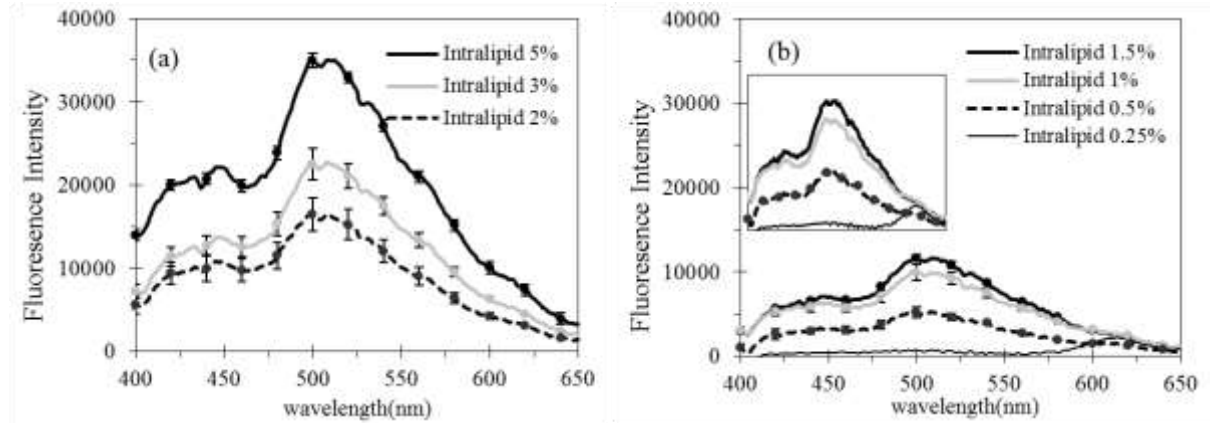 (a)
Fluoresence Intensity
40000
30000
20000
10000
0
Intralipid 5%
Intralipid 3%
Intralipid 2%
400 450 500 550 600 650
wavelength(nm)
(b)
Fluoresence Intensity
40000
30000
20000
10000
0
Intralipid 1.5%
Intralipid 1%
Intralipid 0.5%
Intralipid 0.25%
400 450 500 550 600 650
wavelength(nm)